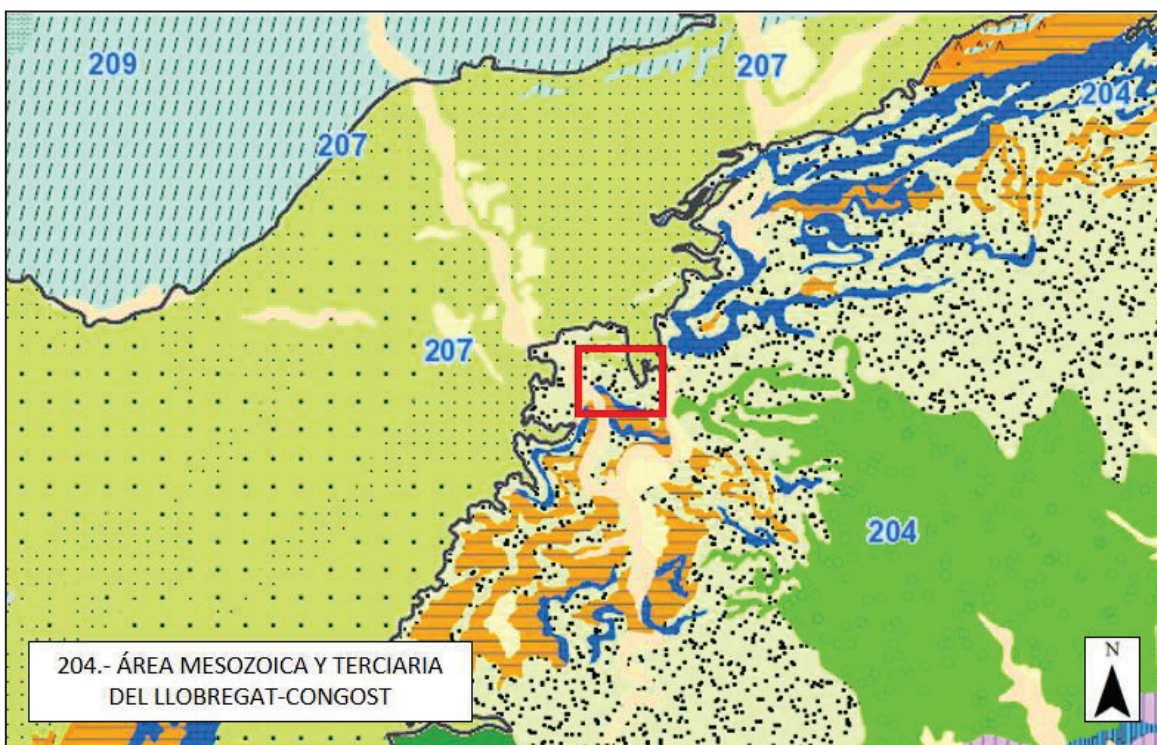 209
207
204
207
207
204
204.- ÁREA MESOZOICA Y TERCIARIA
DEL LLOBREGAT-CONGOST
N